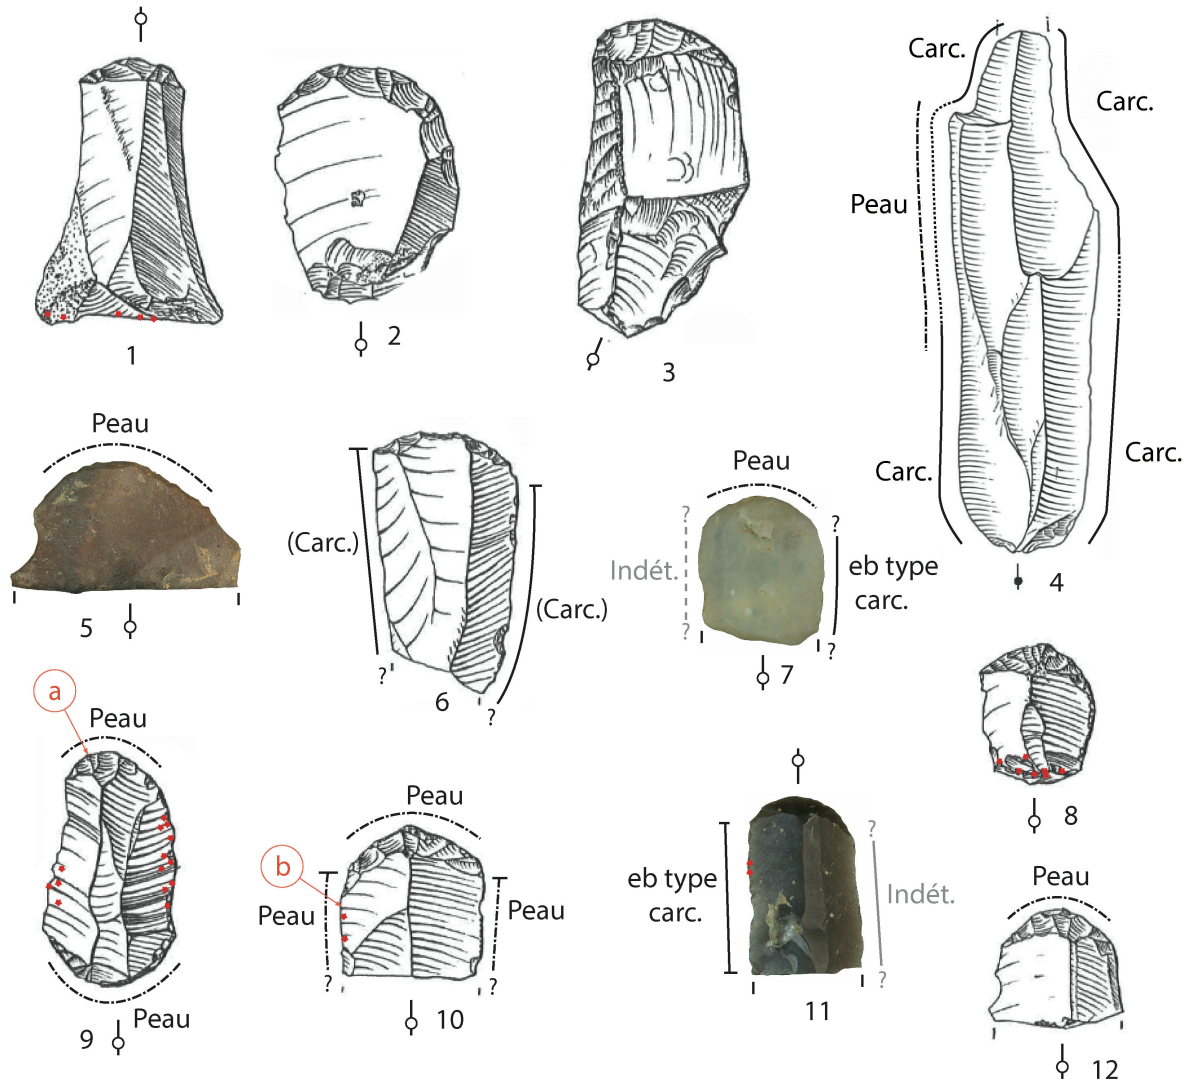 1
2
3
Carc.
Carc.
Peau
Carc.
Carc.
4
Peau
5
(Carc.)
(Carc.)
?
?
6
Peau
?
?
Indét.
eb type
carc.
?
?
7
8
a
Peau
Peau
9
b
Peau
Peau
Peau
?
?
10
eb type
carc.
?
Indét.
?
11
Peau
12